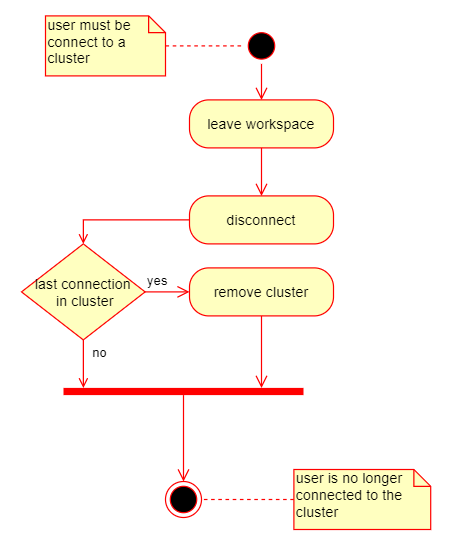 user must be
connect to a
cluster
leave workspace
disconnect
last connection
in cluster
yes
remove cluster
no
user is no longer
connected to the
cluster